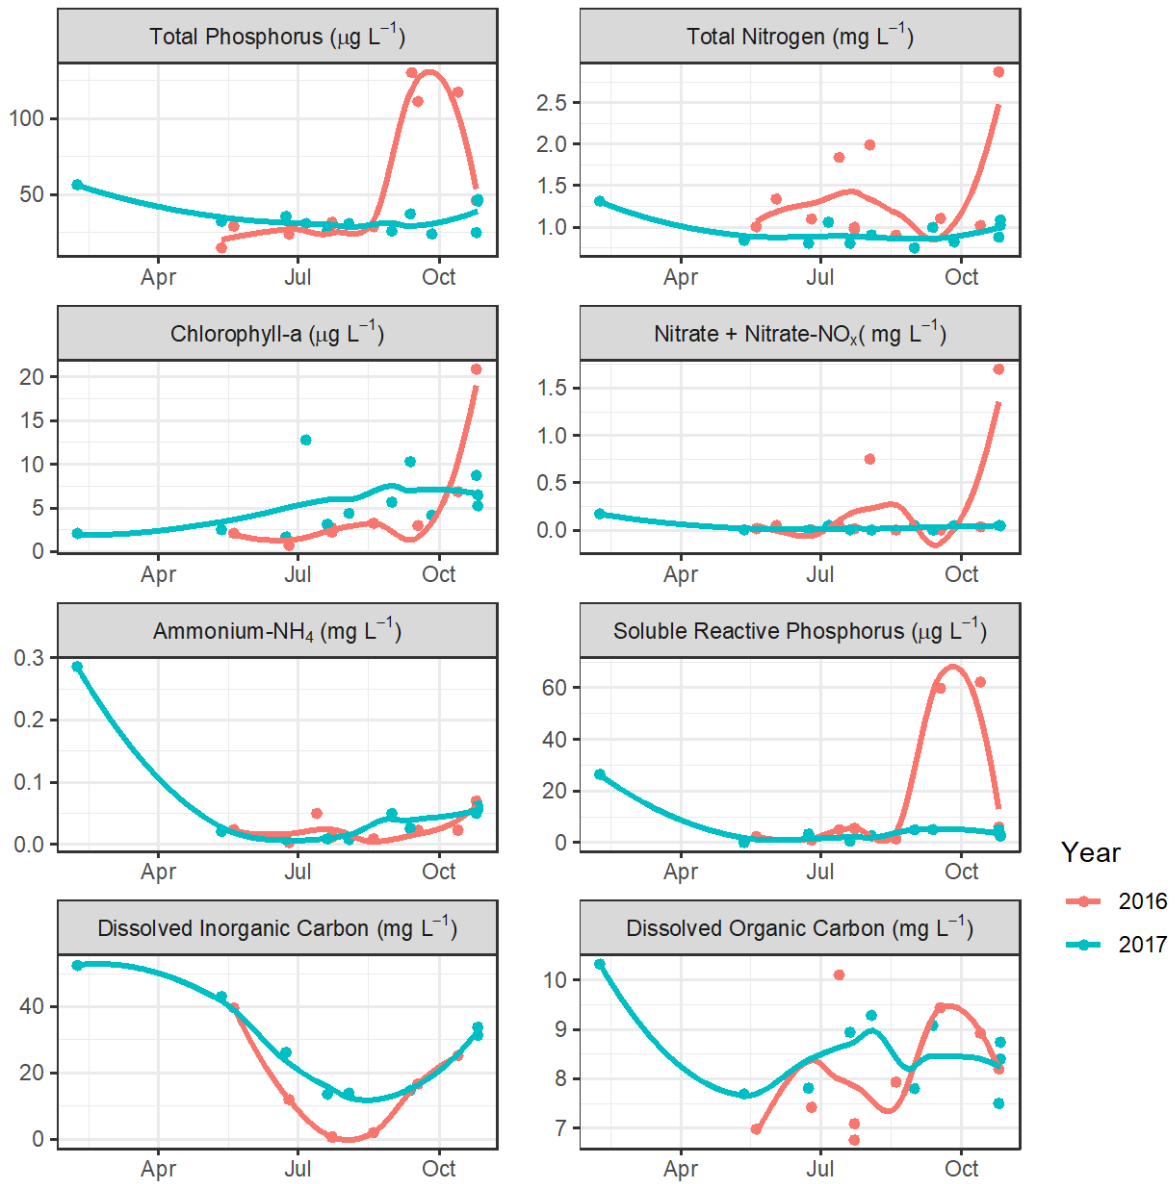 Total Phosphorus (μg L⁻¹)
100
50
Apr Jul Oct
Total Nitrogen (mg L⁻¹)
2.5
2.0
1.5
1.0
Apr Jul Oct
Chlorophyll-a (μg L⁻¹)
20
15
10
5
0
Apr Jul Oct
Nitrate + Nitrate-NOₓ( mg L⁻¹)
1.5
1.0
0.5
0.0
Apr Jul Oct
Ammonium-NH₄ (mg L⁻¹)
0.3
0.2
0.1
0.0
Apr Jul Oct
Soluble Reactive Phosphorus (μg L⁻¹)
60
40
20
0
Apr Jul Oct
Dissolved Inorganic Carbon (mg L⁻¹)
40
20
0
Apr Jul Oct
Dissolved Organic Carbon (mg L⁻¹)
10
9
8
7
Apr Jul Oct
Year
2016
2017